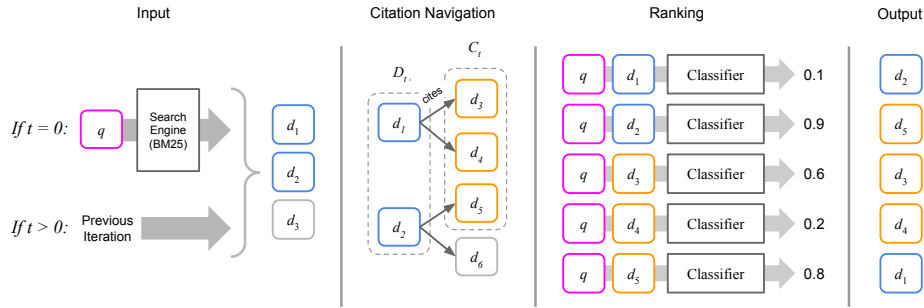 Input
Citation Navigation
Ranking
Output
If t = 0:
q
Search
Engine
(BM25)
If t > 0:
Previous
Iteration
d1
d2
d3
Dt
Ct
cites
d1
d2
d3
d4
d5
d6
q d1 Classifier 0.1
q d2 Classifier 0.9
q d3 Classifier 0.6
q d4 Classifier 0.2
q d5 Classifier 0.8
d2
d5
d3
d4
d1